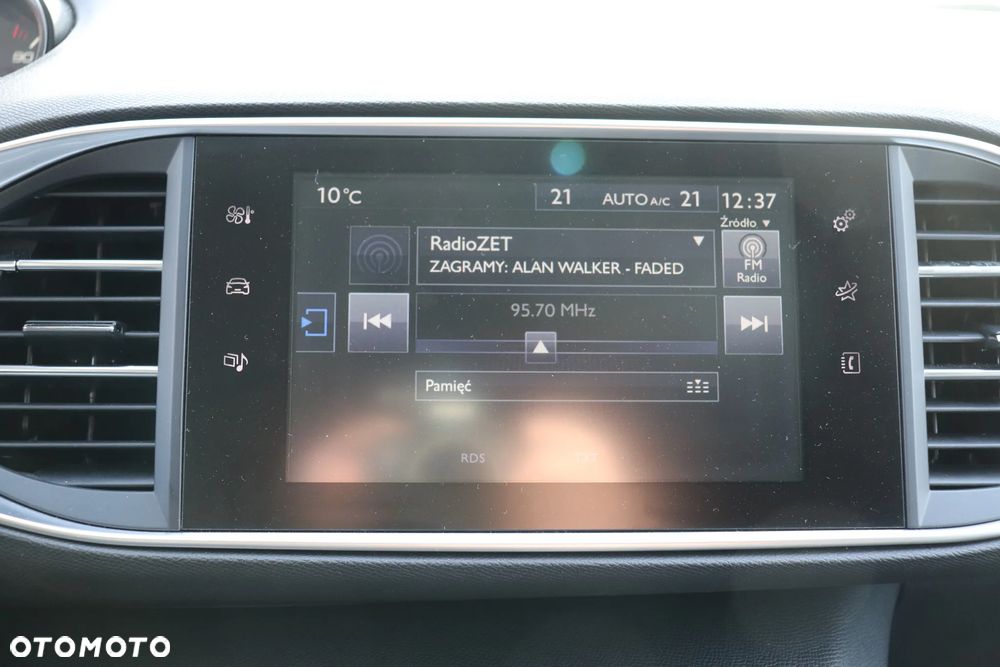 10°C
21 AUTO A/C 21 12:37
Źródło ▼
RadioZET
ZAGRAMY: ALAN WALKER - FADED
FM
Radio
95.70 MHz
Pamięć
RDS TXT
OTOMOTO